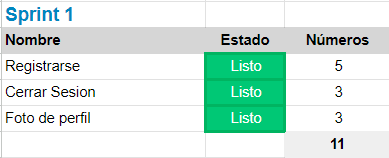 Sprint 1
Nombre Estado Números
Registrarse Listo 5
Cerrar Sesion Listo 3
Foto de perfil Listo 3
11